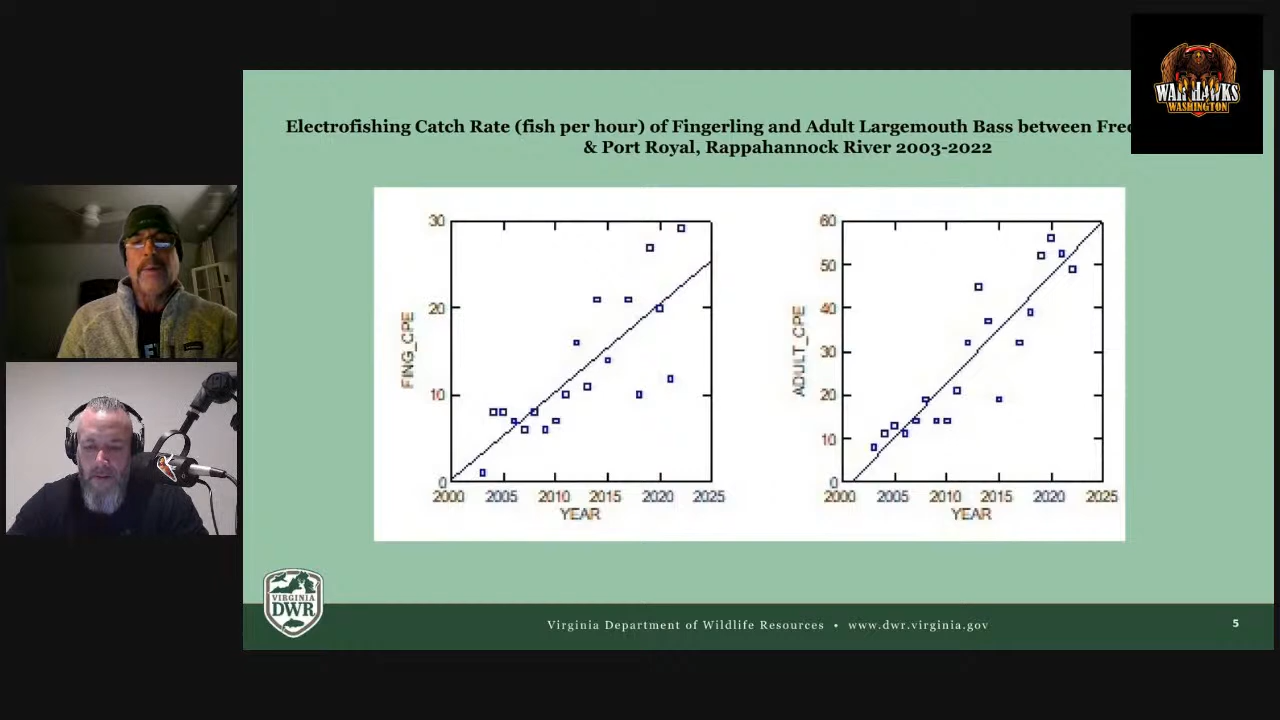 WAR HAWKS
WASHINGTON
Electrofishing Catch Rate (fish per hour) of Fingerling and Adult Largemouth Bass between
& Port Royal, Rappahannock River 2003-2022
30
20
10
0
FING_CPE
2000 2005 2010 2015 2020 2025
YEAR
60
50
40
30
20
10
0
ADULT_CPE
2000 2005 2010 2015 2020 2025
YEAR
VIRGINIA
DWR
Virginia Department of Wildlife Resources • www.dwr.virginia.gov
5